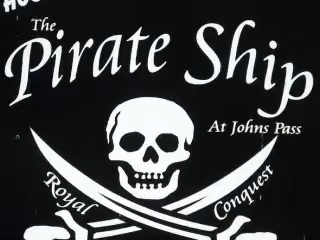 The
Pirate Ship
At Johns Pass
Royal
Conquest